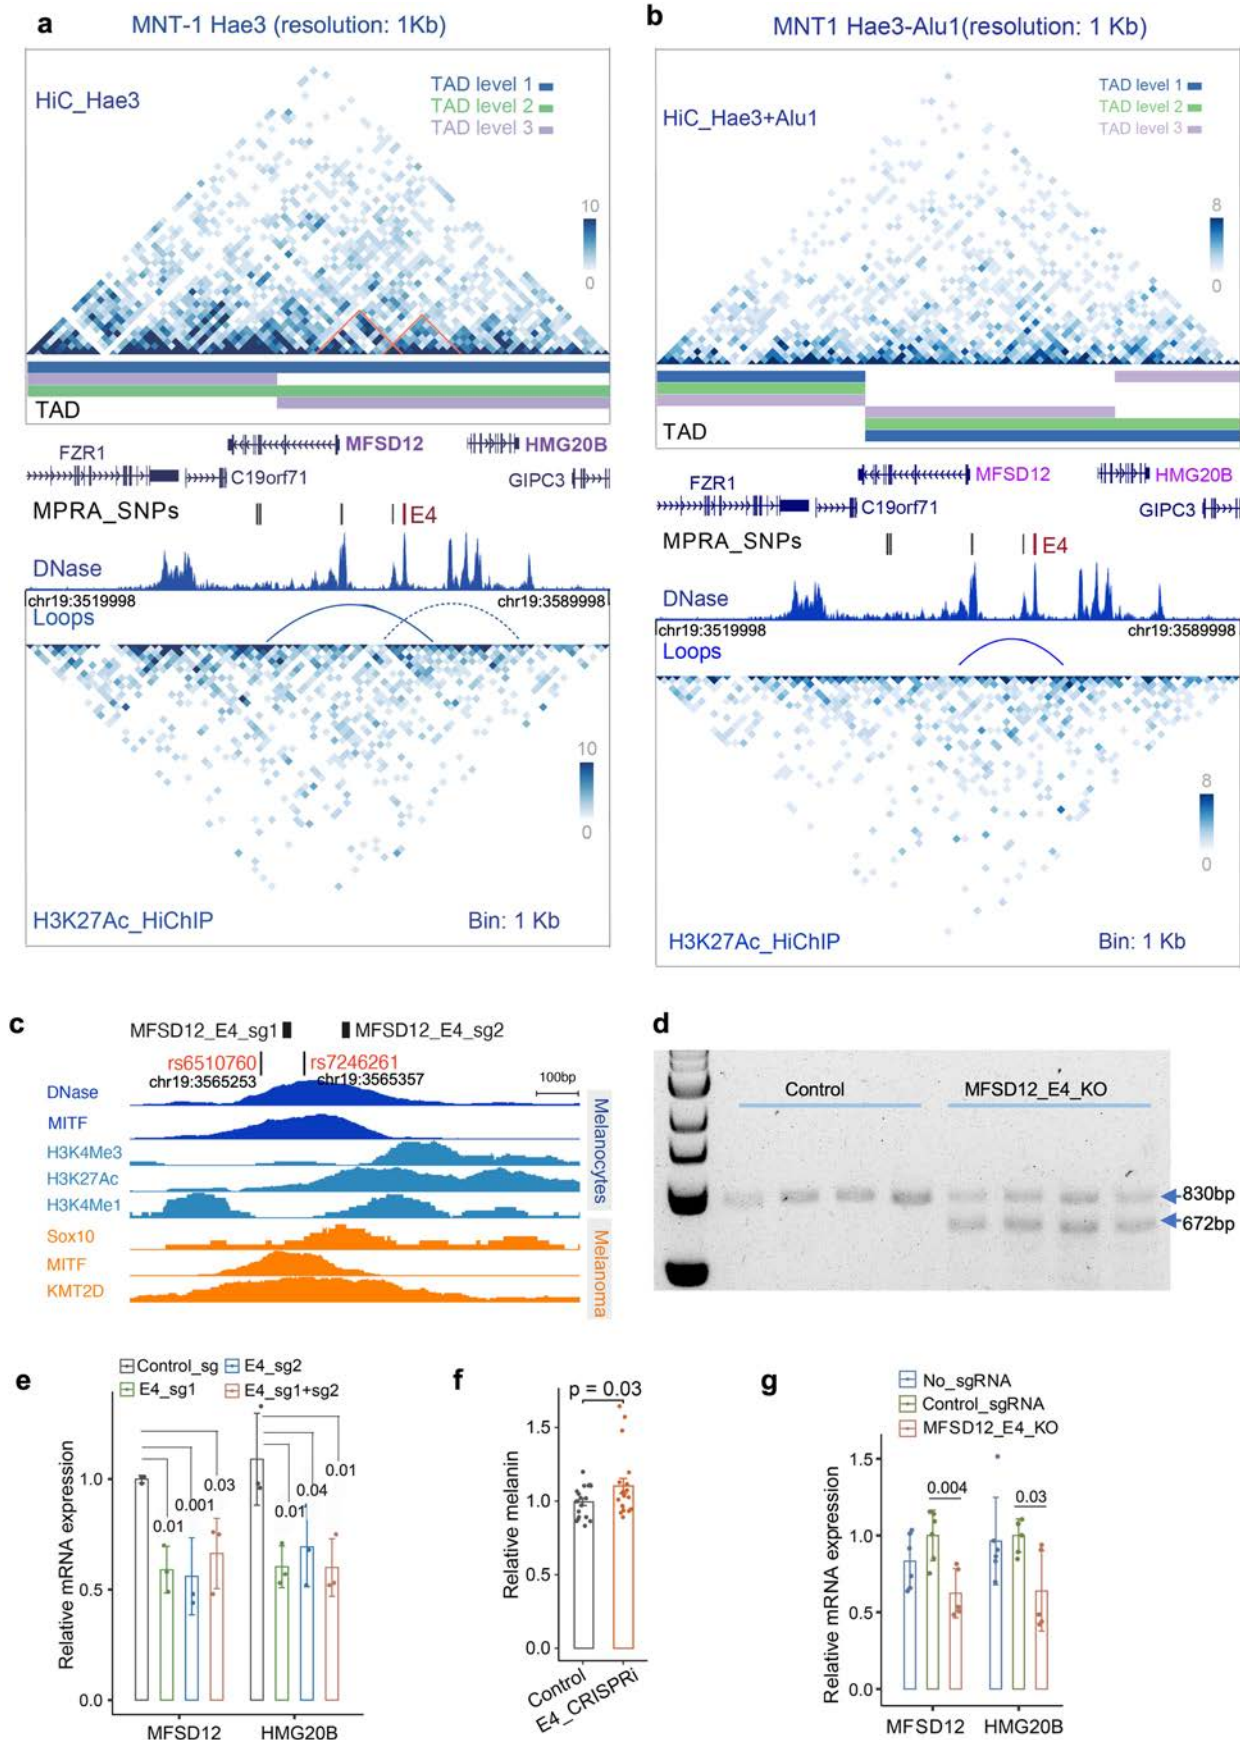 a
MNT-1 Hae3 (resolution: 1Kb)
HiC_Hae3
TAD level 1
TAD level 2
TAD level 3
10
0
TAD
MFSD12
HMG20B
FZR1
C19orf71
GIPC3
MPRA_SNPs
E4
DNase
chr19:3519998
chr19:3589998
Loops
10
0
H3K27Ac_HiChIP
Bin: 1 Kb
b
MNT1 Hae3-Alu1(resolution: 1 Kb)
HiC_Hae3+Alu1
TAD level 1
TAD level 2
TAD level 3
8
0
TAD
MFSD12
HMG20B
FZR1
C19orf71
GIPC3
MPRA_SNPs
E4
DNase
chr19:3519998
chr19:3589998
Loops
8
0
H3K27Ac_HiChIP
Bin: 1 Kb
c
MFSD12_E4_sg1
MFSD12_E4_sg2
rs6510760
rs7246261
chr19:3565253
chr19:3565357
100bp
DNase
MITF
H3K4Me3
H3K27Ac
H3K4Me1
Sox10
MITF
KMT2D
Melanocytes
Melanoma
d
Control
MFSD12_E4_KO
830bp
672bp
e
Control_sg
E4_sg2
E4_sg1
E4_sg1+sg2
Relative mRNA expression
1.0
0.5
0.0
0.01
0.001
0.03
0.01
0.04
0.01
MFSD12
HMG20B
f
p = 0.03
Relative melanin
1.5
1.0
0.5
0.0
Control
E4_CRISPRi
g
No_sgRNA
Control_sgRNA
MFSD12_E4_KO
Relative mRNA expression
1.5
1.0
0.5
0.0
0.004
0.03
MFSD12
HMG20B